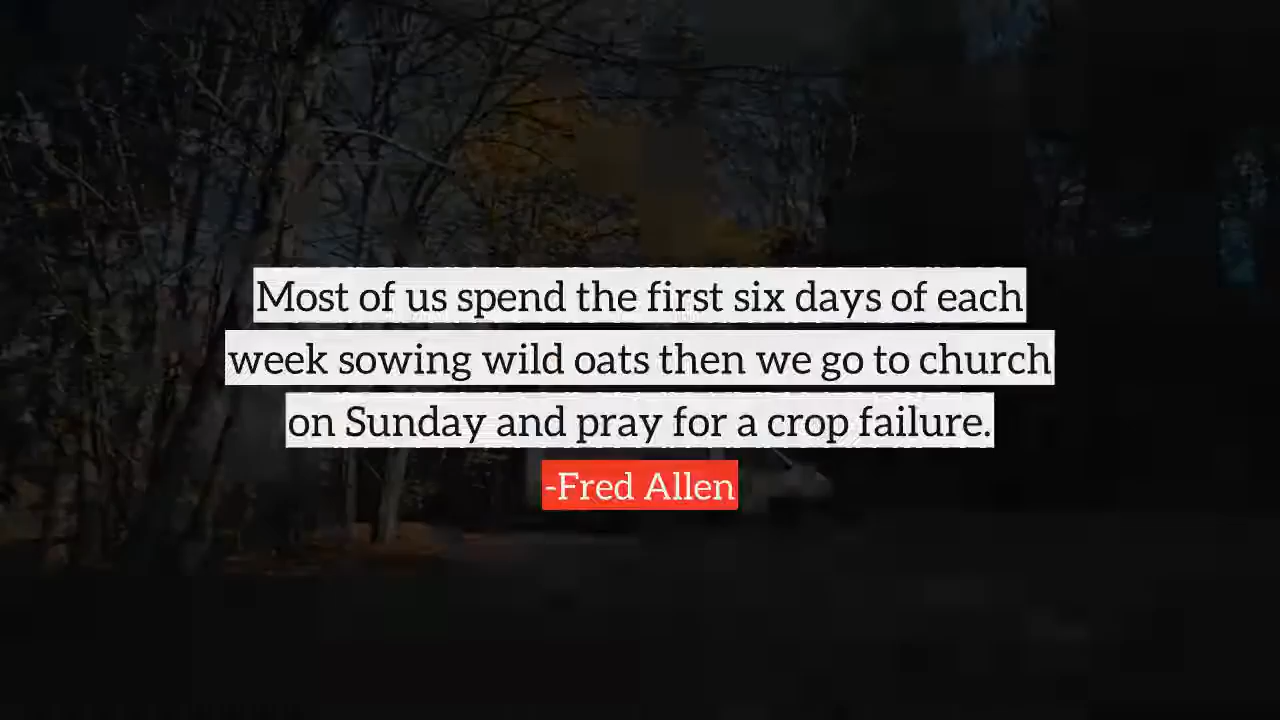 Most of us spend the first six days of each
week sowing wild oats then we go to church
on Sunday and pray for a crop failure.
-Fred Allen